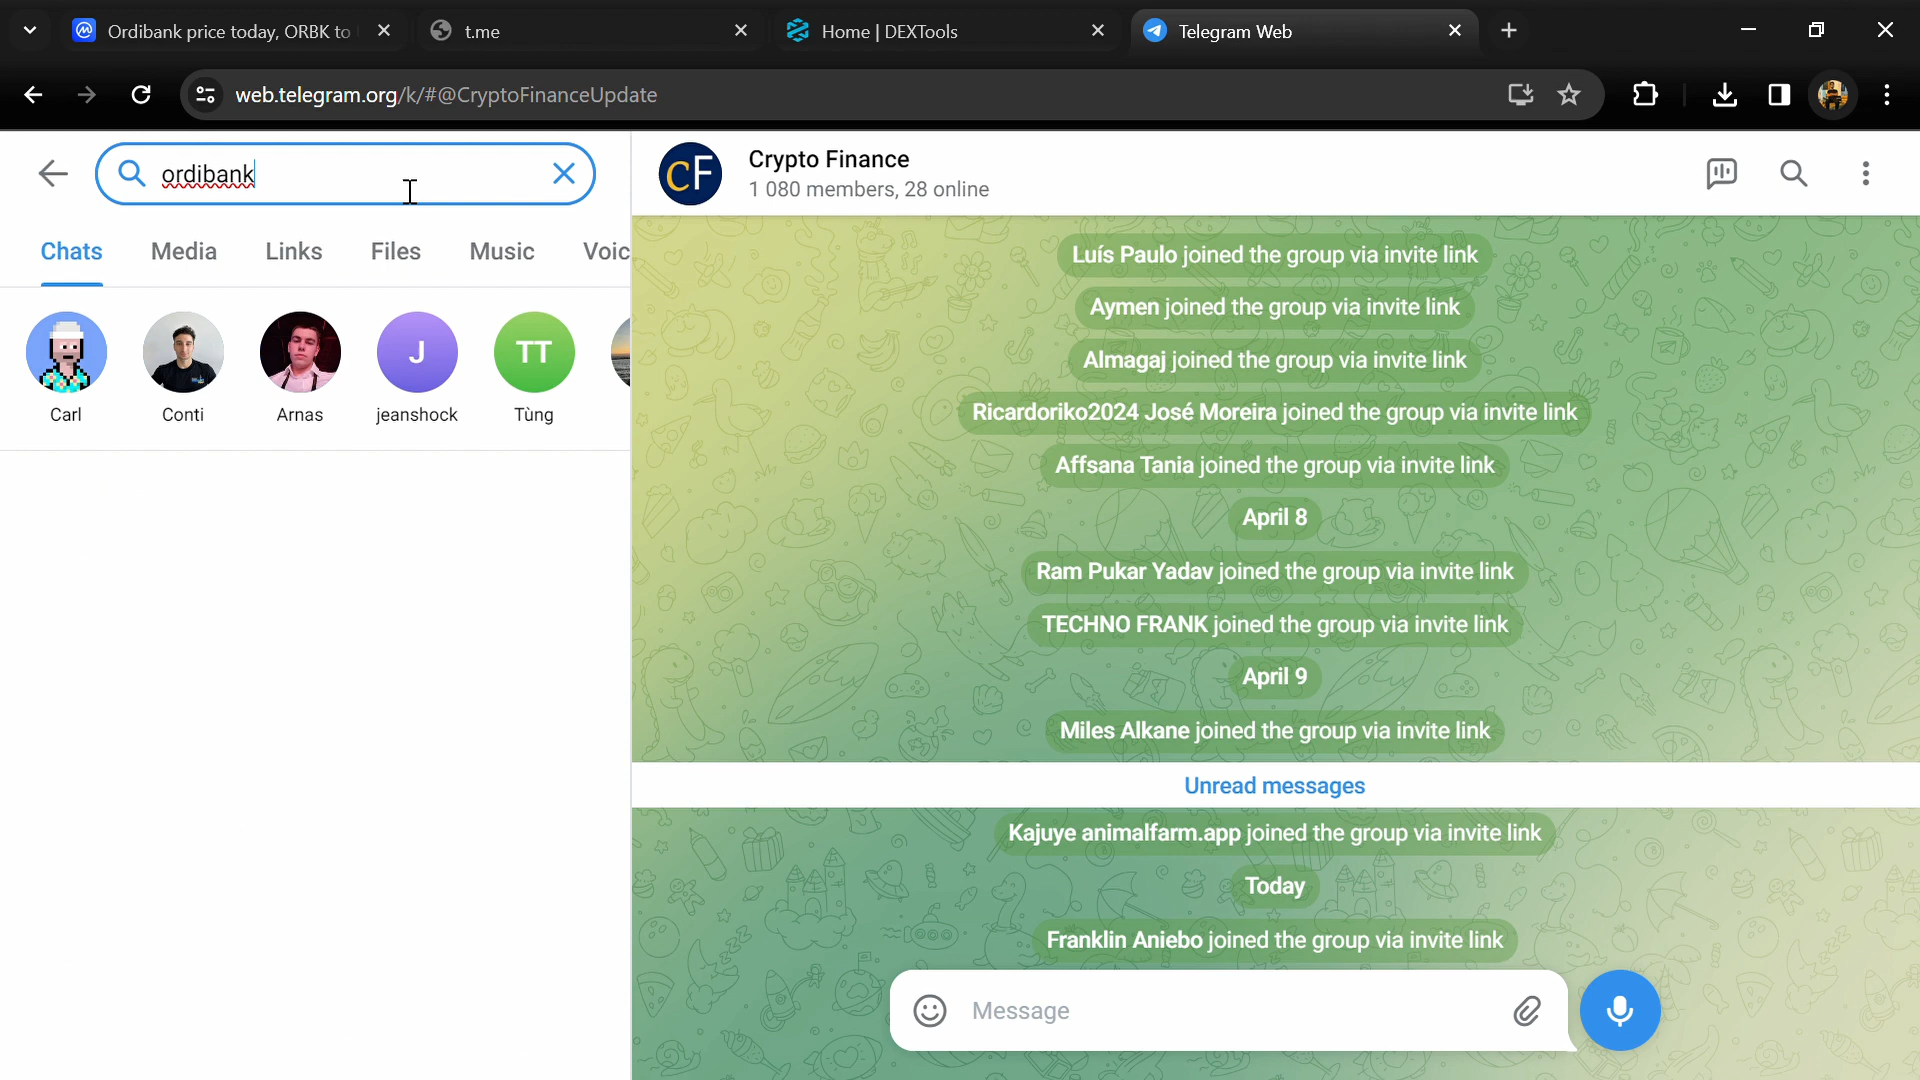 Ordibank price today, ORBK to
t.me
Home | DEXTools
Telegram Web
web.telegram.org/k/#@CryptoFinanceUpdate
ordibank
Chats
Media
Links
Files
Music
Voic
J
TT
Carl
Conti
Arnas
jeanshock
Tùng
CF
Crypto Finance
1 080 members, 28 online
Luís Paulo joined the group via invite link
Aymen joined the group via invite link
Almagaj joined the group via invite link
Ricardoriko2024 José Moreira joined the group via invite link
Affsana Tania joined the group via invite link
April 8
Ram Pukar Yadav joined the group via invite link
TECHNO FRANK joined the group via invite link
April 9
Miles Alkane joined the group via invite link
Unread messages
Kajuye animalfarm.app joined the group via invite link
Today
Franklin Aniebo joined the group via invite link
Message